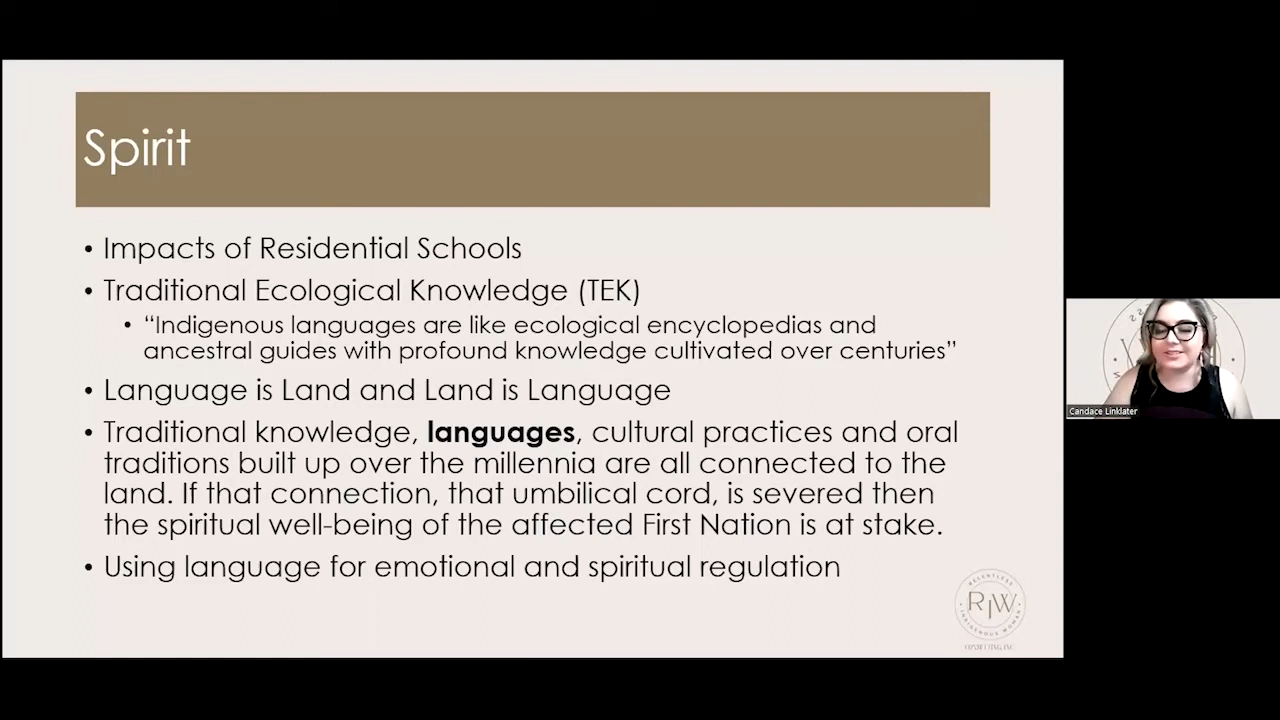 Spirit
• Impacts of Residential Schools
• Traditional Ecological Knowledge (TEK)
• “Indigenous languages are like ecological encyclopedias and
ancestral guides with profound knowledge cultivated over centuries”
• Language is Land and Land is Language
• Traditional knowledge, languages, cultural practices and oral
traditions built up over the millennia are all connected to the
land. If that connection, that umbilical cord, is severed then
the spiritual well-being of the affected First Nation is at stake.
• Using language for emotional and spiritual regulation
RELENTLESS
RIW
INDIGENOUS WOMAN
Candace Linklater